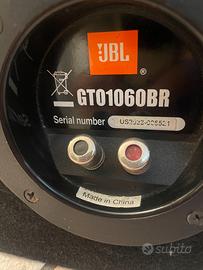 JBL
®
GTO1060BR
Serial number
Made in China
subito